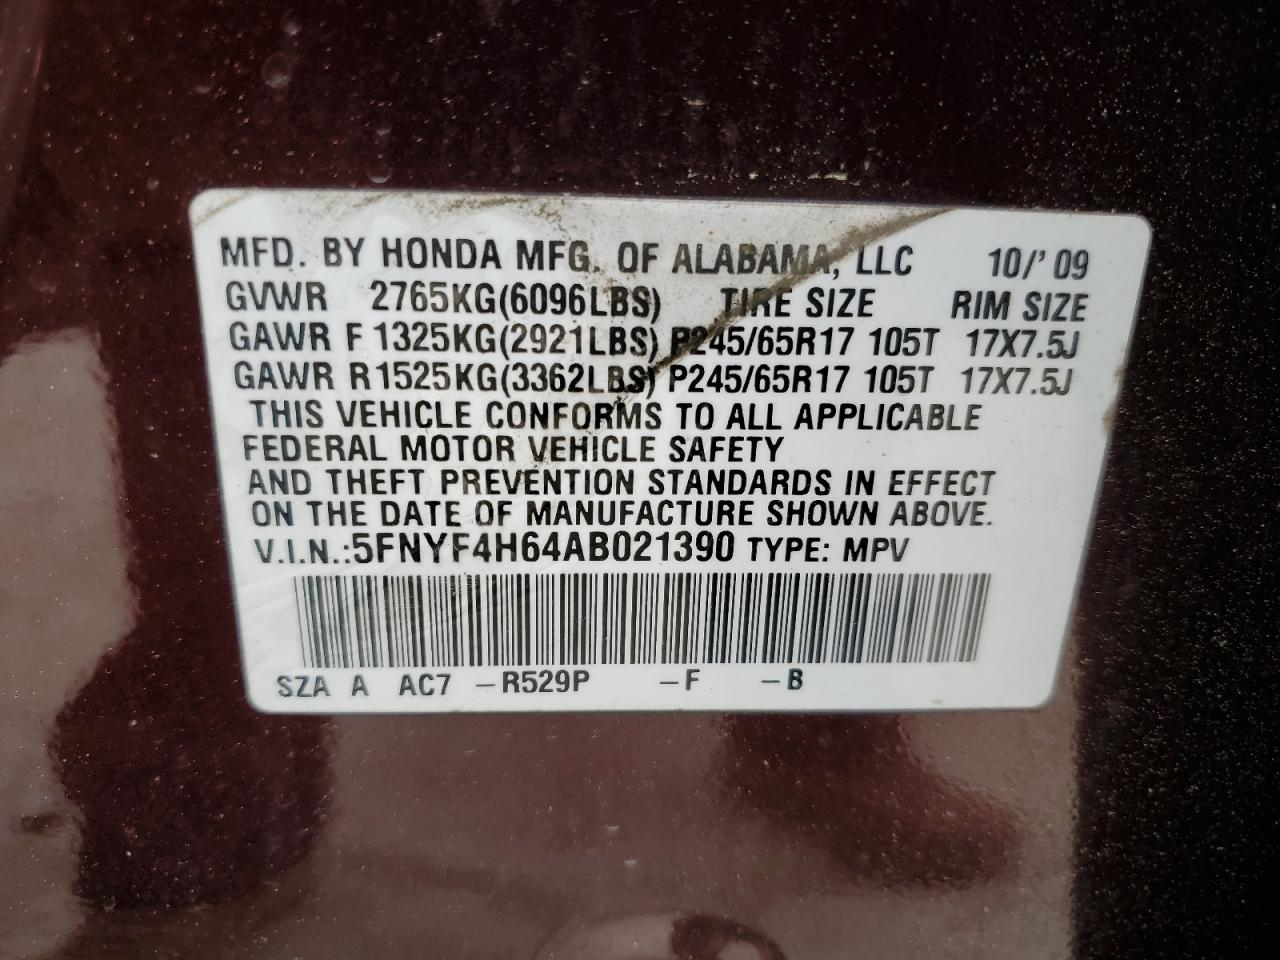 MFD. BY HONDA MFG. OF ALABAMA, LLC 10/' 09
GVWR 2765KG(6096LBS) TIRE SIZE RIM SIZE
GAWR F 1325KG(2921LBS) P245/65R17 105T 17X7.5J
GAWR R 1525KG(3362LBS) P245/65R17 105T 17X7.5J
THIS VEHICLE CONFORMS TO ALL APPLICABLE
FEDERAL MOTOR VEHICLE SAFETY
AND THEFT PREVENTION STANDARDS IN EFFECT
ON THE DATE OF MANUFACTURE SHOWN ABOVE.
V.I.N.:5FNYF4H64AB021390 TYPE: MPV
SZA A AC7 -R529P -F -B